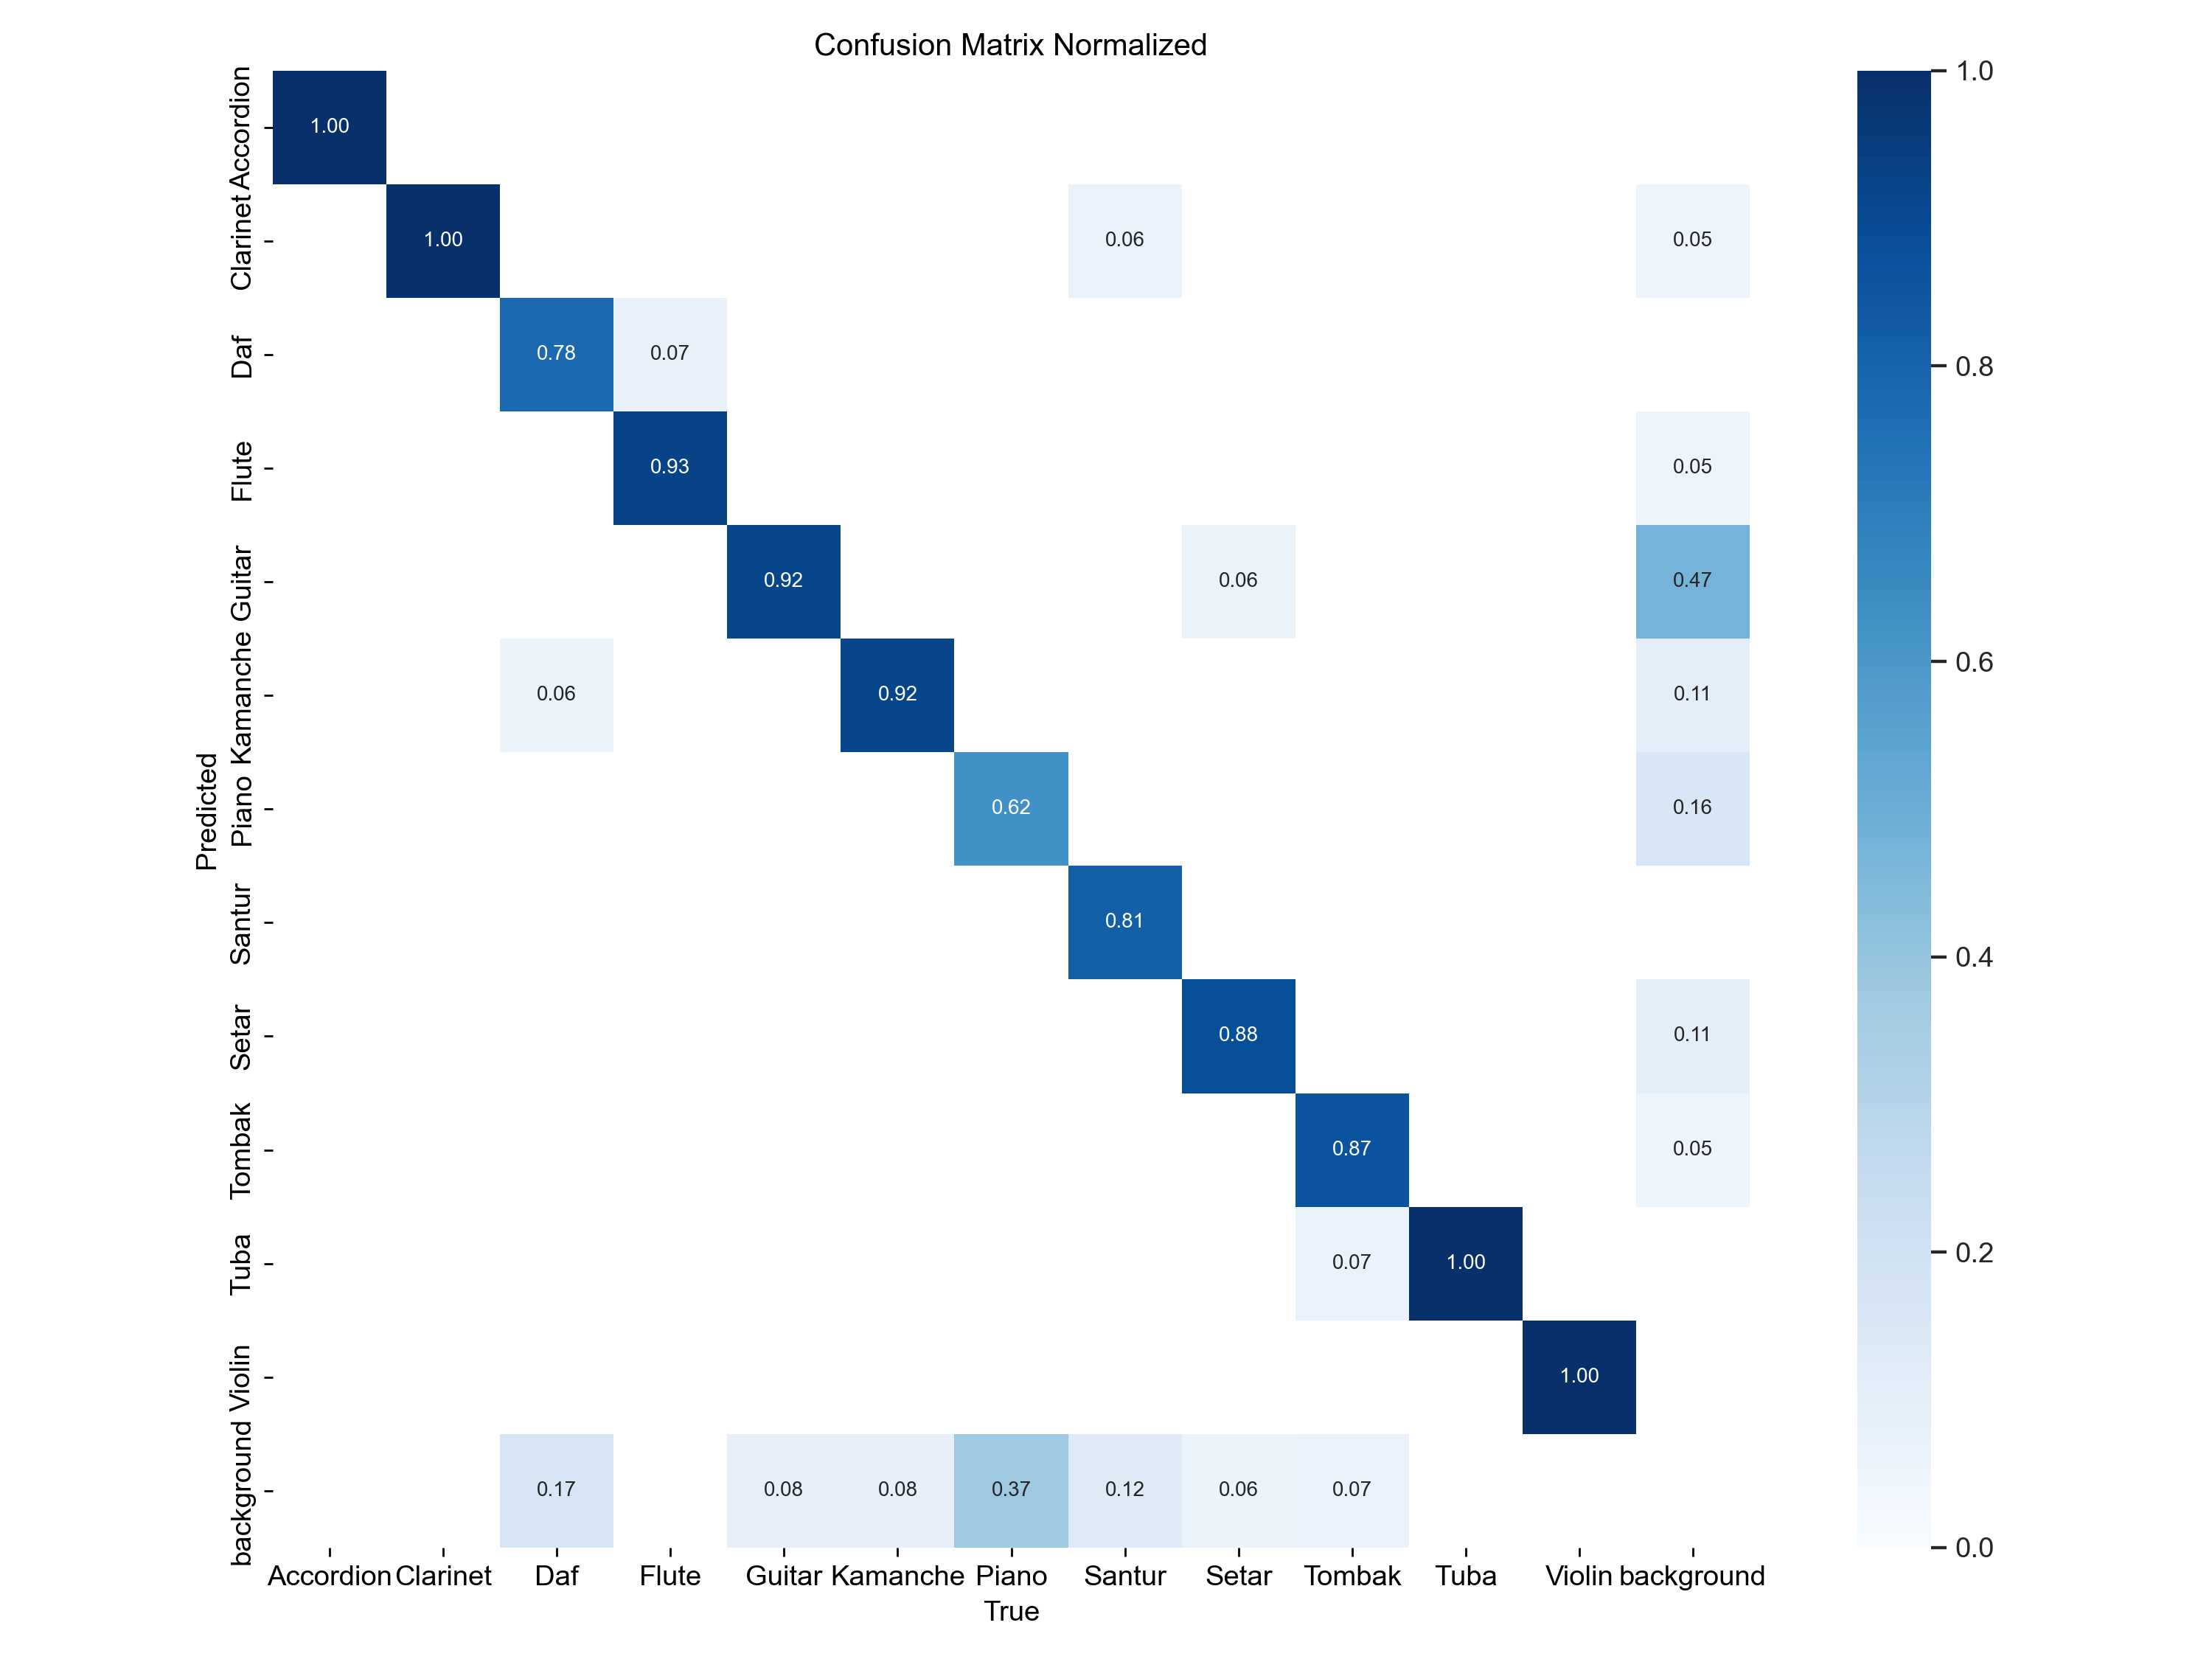 Confusion Matrix Normalized
Accordion
1.00
Clarinet
1.00 0.06 0.05
Daf
0.78 0.07
Flute
0.93 0.05
Guitar
0.92 0.06 0.47
Kamanche
0.06 0.92 0.11
Piano
0.62 0.16
Santur
0.81
Setar
0.88 0.11
Tombak
0.87 0.05
Tuba
0.07 1.00
Violin
1.00
background
0.17 0.08 0.08 0.37 0.12 0.06 0.07
Predicted
Accordion Clarinet Daf Flute Guitar Kamanche Piano Santur Setar Tombak Tuba Violin background
True
1.0
0.8
0.6
0.4
0.2
0.0